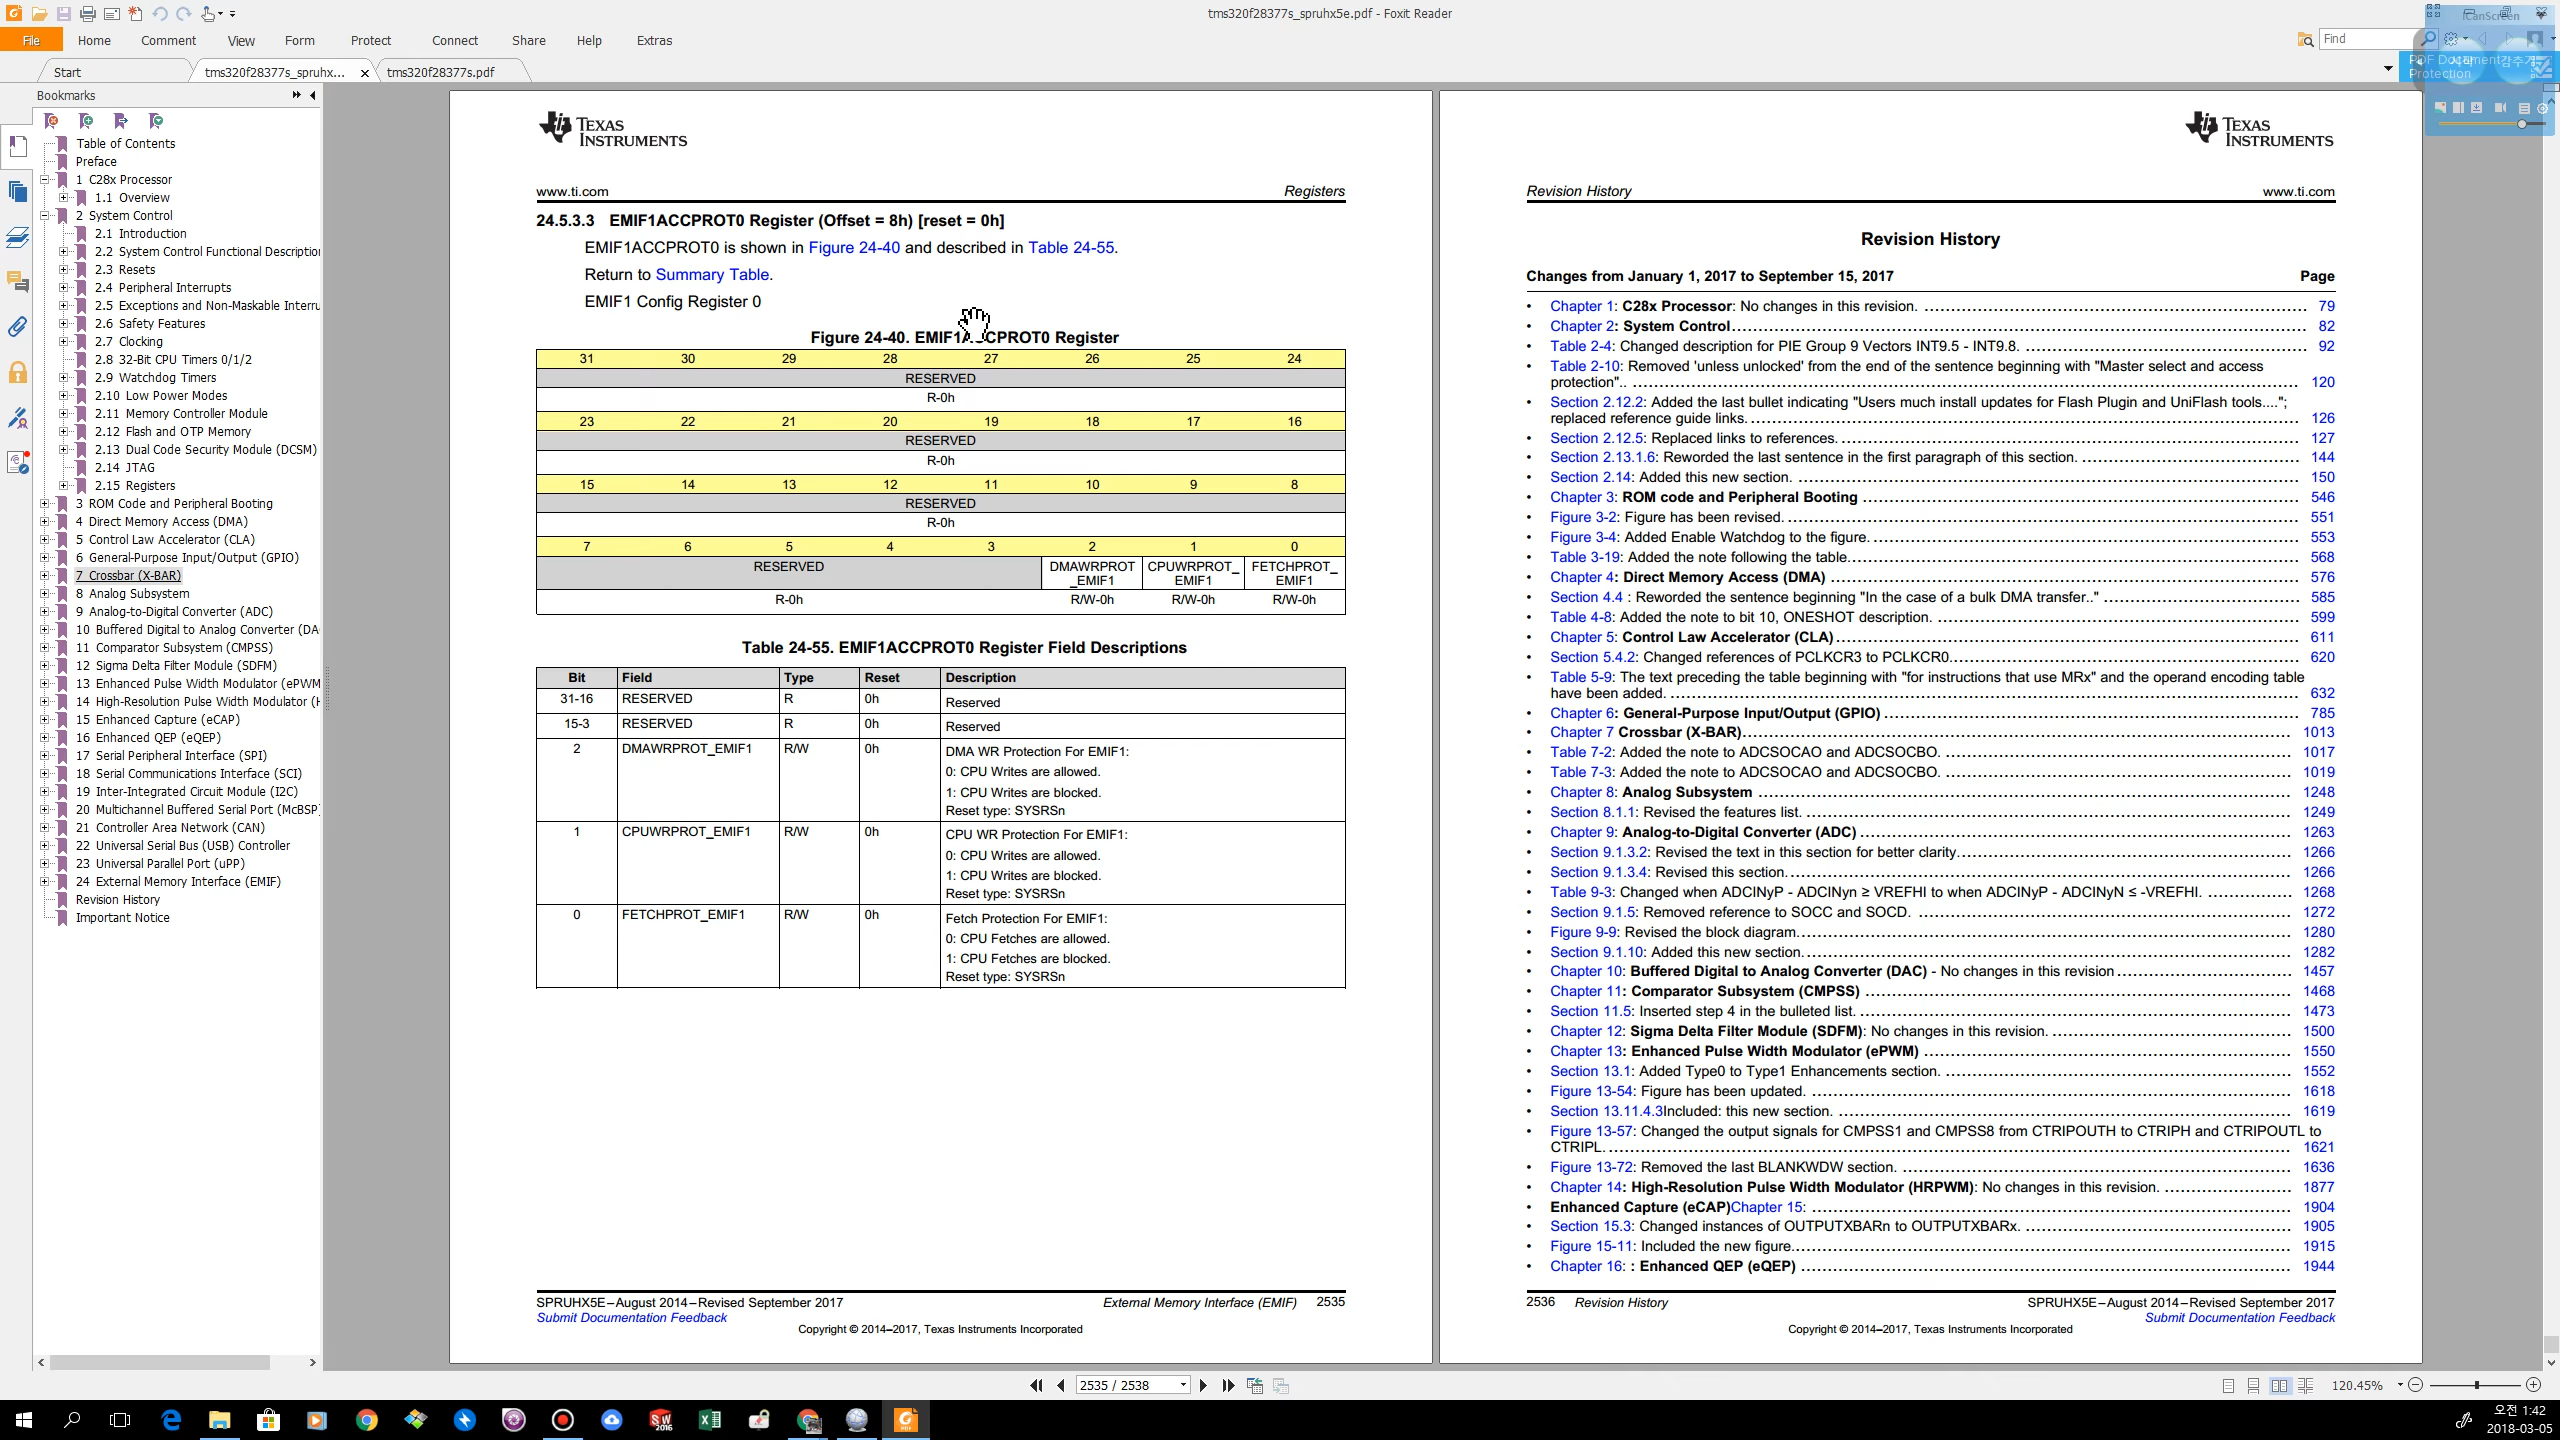 tms320f28377s_spruhx5e.pdf - Foxit Reader
File Home Comment View Form Protect Connect Share Help Extras
Find
Start
tms320f28377s_spruhx...
tms320f28377s.pdf
Bookmarks
Table of Contents
Preface
1 C28x Processor
1.1 Overview
2 System Control
2.1 Introduction
2.2 System Control Functional Descriptior
2.3 Resets
2.4 Peripheral Interrupts
2.5 Exceptions and Non-Maskable Interru
2.6 Safety Features
2.7 Clocking
2.8 32-Bit CPU Timers 0/1/2
2.9 Watchdog Timers
2.10 Low Power Modes
2.11 Memory Controller Module
2.12 Flash and OTP Memory
2.13 Dual Code Security Module (DCSM)
2.14 JTAG
2.15 Registers
3 ROM Code and Peripheral Booting
4 Direct Memory Access (DMA)
5 Control Law Accelerator (CLA)
6 General-Purpose Input/Output (GPIO)
7 Crossbar (X-BAR)
8 Analog Subsystem
9 Analog-to-Digital Converter (ADC)
10 Buffered Digital to Analog Converter (DA
11 Comparator Subsystem (CMPSS)
12 Sigma Delta Filter Module (SDFM)
13 Enhanced Pulse Width Modulator (ePWM
14 High-Resolution Pulse Width Modulator (H
15 Enhanced Capture (eCAP)
16 Enhanced QEP (eQEP)
17 Serial Peripheral Interface (SPI)
18 Serial Communications Interface (SCI)
19 Inter-Integrated Circuit Module (I2C)
20 Multichannel Buffered Serial Port (McBSP
21 Controller Area Network (CAN)
22 Universal Serial Bus (USB) Controller
23 Universal Parallel Port (uPP)
24 External Memory Interface (EMIF)
Revision History
Important Notice
TEXAS
INSTRUMENTS
www.ti.com Registers
24.5.3.3 EMIF1ACCPROT0 Register (Offset = 8h) [reset = 0h]
EMIF1ACCPROT0 is shown in Figure 24-40 and described in Table 24-55.
Return to Summary Table.
EMIF1 Config Register 0
Figure 24-40. EMIF1ACCPROT0 Register
31 30 29 28 27 26 25 24
RESERVED
R-0h
23 22 21 20 19 18 17 16
RESERVED
R-0h
15 14 13 12 11 10 9 8
RESERVED
R-0h
7 6 5 4 3 2 1 0
RESERVED DMAWRPROT CPUWRPROT_ FETCHPROT_
_EMIF1 EMIF1 EMIF1
R-0h R/W-0h R/W-0h R/W-0h
Table 24-55. EMIF1ACCPROT0 Register Field Descriptions
Bit Field Type Reset Description
31-16 RESERVED R 0h Reserved
15-3 RESERVED R 0h Reserved
2 DMAWRPROT_EMIF1 R/W 0h DMA WR Protection For EMIF1:
0: CPU Writes are allowed.
1: CPU Writes are blocked.
Reset type: SYSRSn
1 CPUWRPROT_EMIF1 R/W 0h CPU WR Protection For EMIF1:
0: CPU Writes are allowed.
1: CPU Writes are blocked.
Reset type: SYSRSn
0 FETCHPROT_EMIF1 R/W 0h Fetch Protection For EMIF1:
0: CPU Fetches are allowed.
1: CPU Fetches are blocked.
Reset type: SYSRSn
SPRUHX5E–August 2014–Revised September 2017 External Memory Interface (EMIF) 2535
Submit Documentation Feedback
Copyright © 2014–2017, Texas Instruments Incorporated
TEXAS
INSTRUMENTS
Revision History www.ti.com
Revision History
Changes from January 1, 2017 to September 15, 2017 Page
• Chapter 1: C28x Processor: No changes in this revision. 79
• Chapter 2: System Control 82
• Table 2-4: Changed description for PIE Group 9 Vectors INT9.5 - INT9.8. 92
• Table 2-10: Removed 'unless unlocked' from the end of the sentence beginning with "Master select and access
protection".. 120
• Section 2.12.2: Added the last bullet indicating "Users much install updates for Flash Plugin and UniFlash tools....";
replaced reference guide links. 126
• Section 2.12.5: Replaced links to references. 127
• Section 2.13.1.6: Reworded the last sentence in the first paragraph of this section. 144
• Section 2.14: Added this new section. 150
• Chapter 3: ROM code and Peripheral Booting 546
• Figure 3-2: Figure has been revised. 551
• Figure 3-4: Added Enable Watchdog to the figure. 553
• Table 3-19: Added the note following the table. 568
• Chapter 4: Direct Memory Access (DMA) 576
• Section 4.4 : Reworded the sentence beginning "In the case of a bulk DMA transfer.." 585
• Table 4-8: Added the note to bit 10, ONESHOT description. 599
• Chapter 5: Control Law Accelerator (CLA) 611
• Section 5.4.2: Changed references of PCLKCR3 to PCLKCR0. 620
• Table 5-9: The text preceding the table beginning with "for instructions that use MRx" and the operand encoding table
have been added. 632
• Chapter 6: General-Purpose Input/Output (GPIO) 785
• Chapter 7 Crossbar (X-BAR) 1013
• Table 7-2: Added the note to ADCSOCAO and ADCSOCBO. 1017
• Table 7-3: Added the note to ADCSOCAO and ADCSOCBO. 1019
• Chapter 8: Analog Subsystem 1248
• Section 8.1.1: Revised the features list. 1249
• Chapter 9: Analog-to-Digital Converter (ADC) 1263
• Section 9.1.3.2: Revised the text in this section for better clarity. 1266
• Section 9.1.3.4: Revised this section. 1266
• Table 9-3: Changed when ADCINyP - ADCINyn ≥ VREFHI to when ADCINyP - ADCINyN ≤ -VREFHI. 1268
• Section 9.1.5: Removed reference to SOCC and SOCD. 1272
• Figure 9-9: Revised the block diagram. 1280
• Section 9.1.10: Added this new section. 1282
• Chapter 10: Buffered Digital to Analog Converter (DAC) - No changes in this revision 1457
• Chapter 11: Comparator Subsystem (CMPSS) 1468
• Section 11.5: Inserted step 4 in the bulleted list. 1473
• Chapter 12: Sigma Delta Filter Module (SDFM): No changes in this revision. 1500
• Chapter 13: Enhanced Pulse Width Modulator (ePWM) 1550
• Section 13.1: Added Type0 to Type1 Enhancements section. 1552
• Figure 13-54: Figure has been updated. 1618
• Section 13.11.4.3Included: this new section. 1619
• Figure 13-57: Changed the output signals for CMPSS1 and CMPSS8 from CTRIPOUTH to CTRIPH and CTRIPOUTL to
CTRIPL. 1621
• Figure 13-72: Removed the last BLANKWDW section. 1636
• Chapter 14: High-Resolution Pulse Width Modulator (HRPWM): No changes in this revision. 1877
• Enhanced Capture (eCAP)Chapter 15: 1904
• Section 15.3: Changed instances of OUTPUTXBARn to OUTPUTXBARx. 1905
• Figure 15-11: Included the new figure. 1915
• Chapter 16: : Enhanced QEP (eQEP) 1944
2536 Revision History SPRUHX5E–August 2014–Revised September 2017
Submit Documentation Feedback
Copyright © 2014–2017, Texas Instruments Incorporated
2535 / 2538
120.45%
오전 1:42
2018-03-05